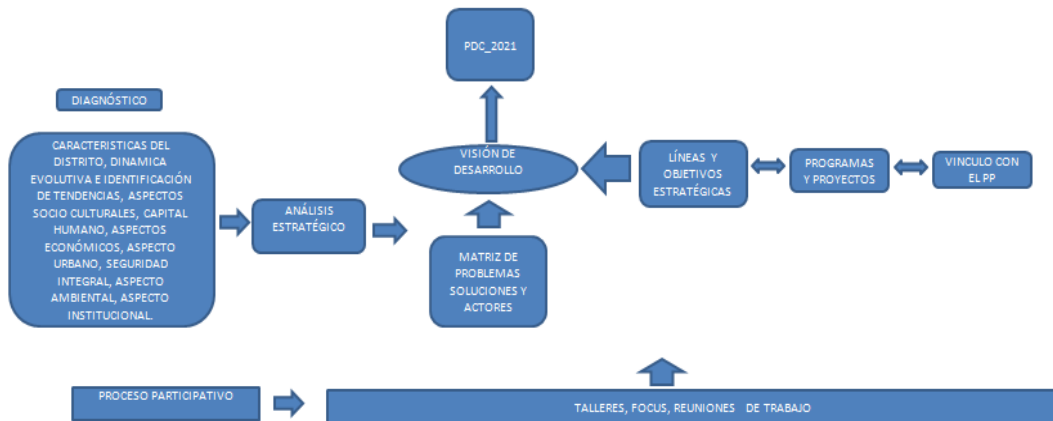 PDC_2021
DIAGNÓSTICO
CARACTERISTICAS DEL
DISTRITO, DINAMICA
EVOLUTIVA E IDENTIFICACIÓN
DE TENDENCIAS, ASPECTOS
SOCIO CULTURALES, CAPITAL
HUMANO, ASPECTOS
ECONÓMICOS, ASPECTO
URBANO, SEGURIDAD
INTEGRAL, ASPECTO
AMBIENTAL, ASPECTO
INSTITUCIONAL.
ANÁLISIS
ESTRATÉGICO
VISIÓN DE
DESARROLLO
MATRIZ DE
PROBLEMAS
SOLUCIONES Y
ACTORES
LÍNEAS Y
OBJETIVOS
ESTRATÉGICAS
PROGRAMAS
Y PROYECTOS
VINCULO CON
EL PP
PROCESO PARTICIPATIVO
TALLERES, FOCUS, REUNIONES DE TRABAJO